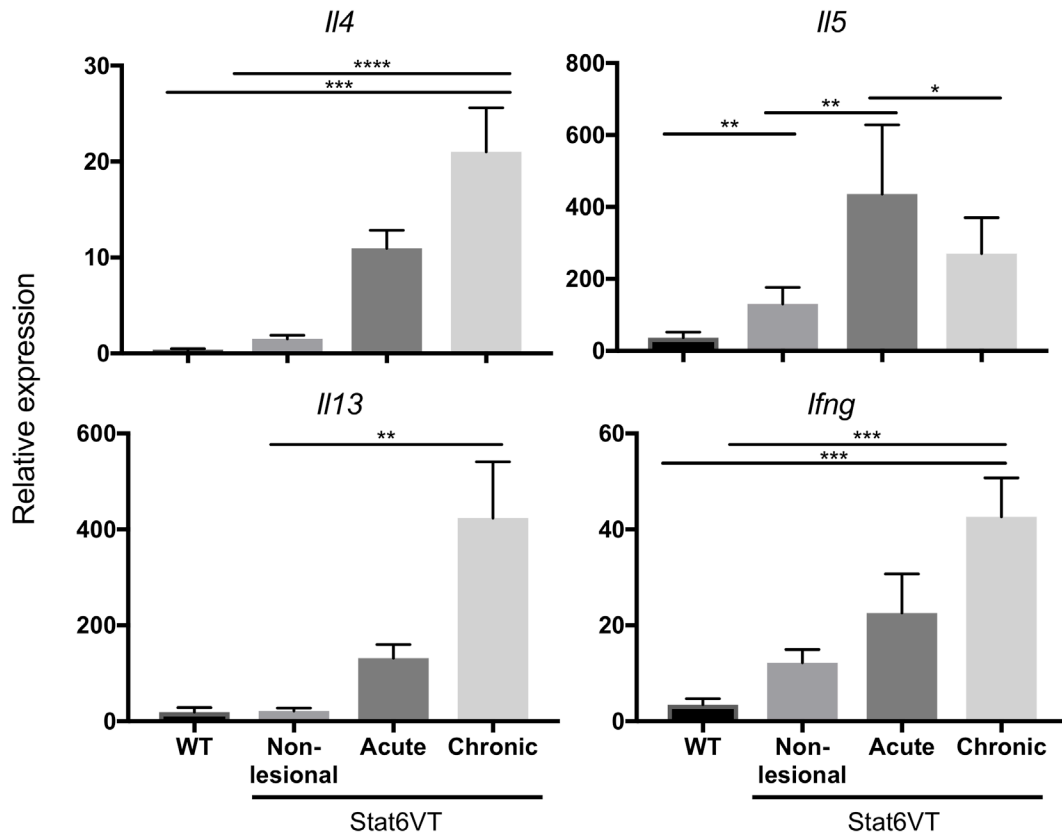 Il4
Il5
30
20
10
0
****
***
800
600
400
200
0
**
**
*
Relative expression
Il13
Ifng
600
400
200
0
**
60
40
20
0
***
***
WT Non-lesional Acute Chronic
WT Non-lesional Acute Chronic
Stat6VT
Stat6VT